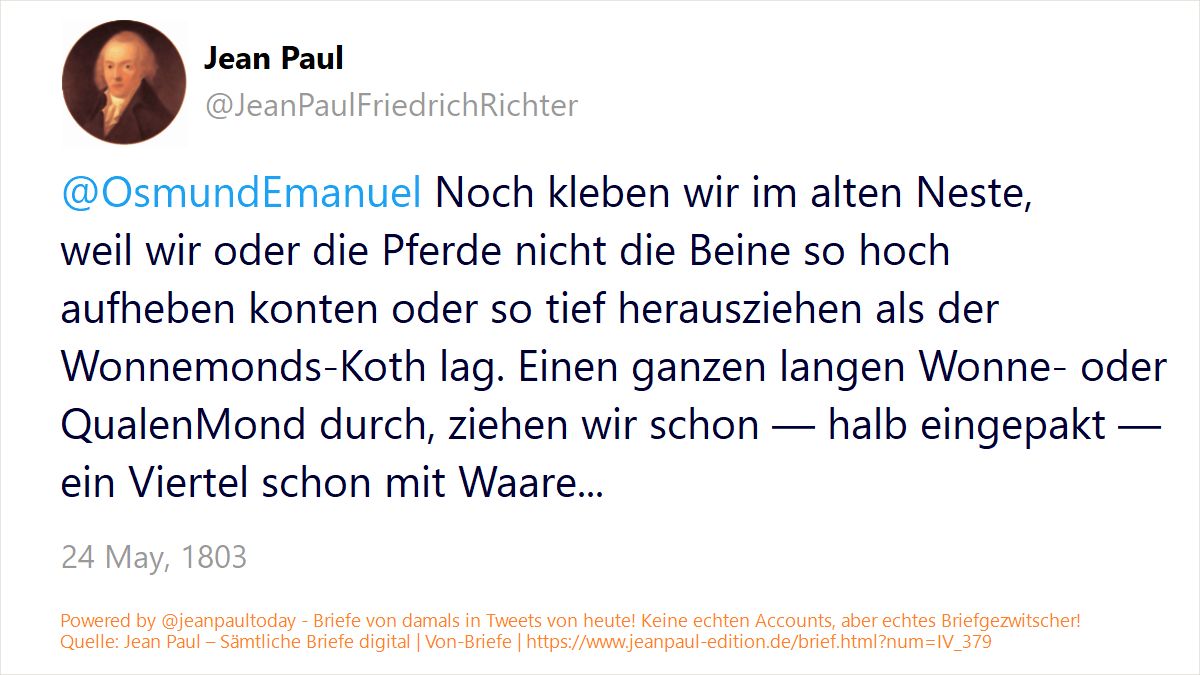 Jean Paul
@JeanPaulFriedrichRichter
@OsmundEmanuel Noch kleben wir im alten Neste,
weil wir oder die Pferde nicht die Beine so hoch
aufheben konten oder so tief herausziehen als der
Wonnemonds-Koth lag. Einen ganzen langen Wonne- oder
QualenMond durch, ziehen wir schon — halb eingepakt —
ein Viertel schon mit Waare...
24 May, 1803
Powered by @jeanpaultoday - Briefe von damals in Tweets von heute! Keine echten Accounts, aber echtes Briefgezwitscher!
Quelle: Jean Paul – Sämtliche Briefe digital | Von-Briefe | https://www.jeanpaul-edition.de/brief.html?num=IV_379